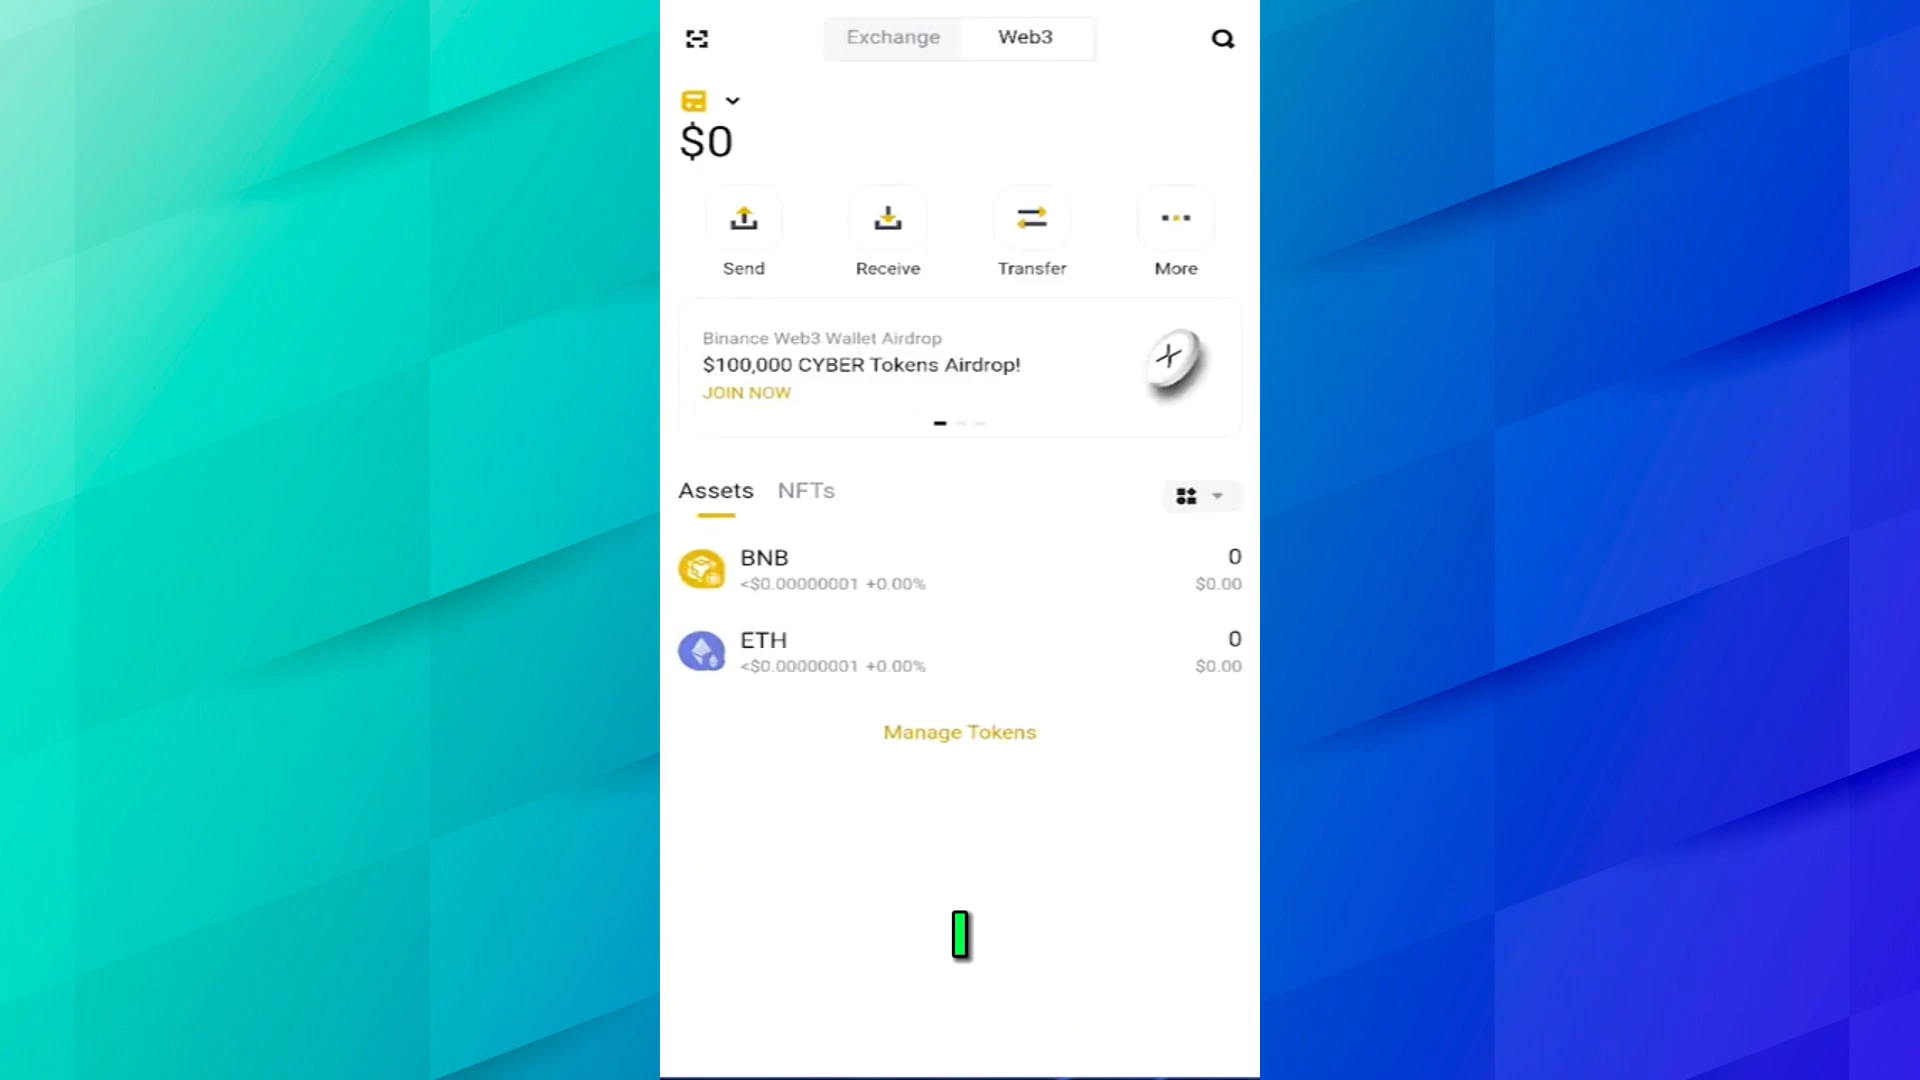 Exchange Web3
$0
Send Receive Transfer More
Binance Web3 Wallet Airdrop
$100,000 CYBER Tokens Airdrop!
JOIN NOW
Assets NFTs
BNB 0
<$0.00000001 +0.00% $0.00
ETH 0
<$0.00000001 +0.00% $0.00
Manage Tokens
I